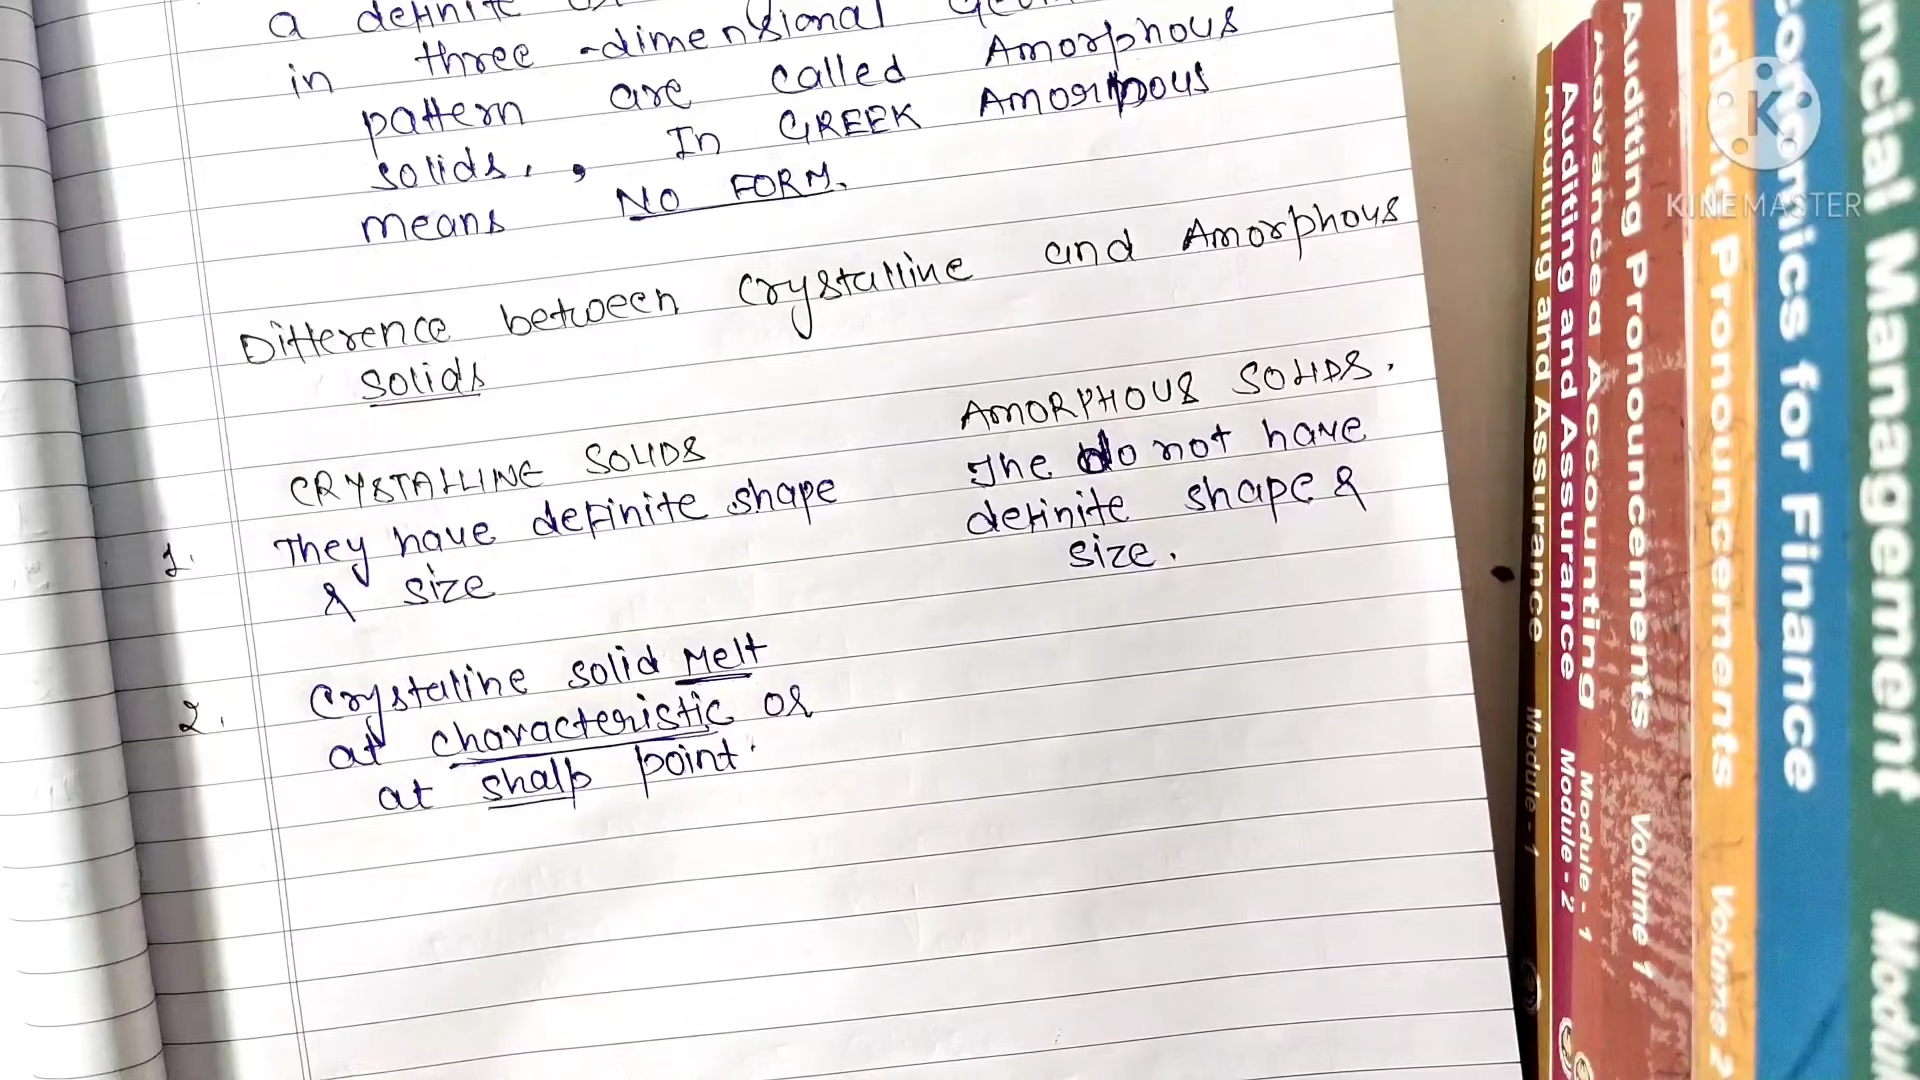 a definite
in three-dimensional
pattern are called Amorphous
solids, , In GREEK Amorphous
means NO FORM.
Difference between Crystalline and Amorphous
solids
CRYSTALLINE SOLIDS
1. They have definite shape
& size
AMORPHOUS SOLIDS.
The do not have
definite shape &
size.
2. Crystalline solid Melt
at characteristic or
at sharp point.
Auditing and Assurance Module - 1
Auditing and Assurance Module - 2
Advanced Accounting Module - 1
Auditing Pronouncements Volume 1
Pronouncements Volume 2
for Finance
Management
K
KINEMASTER